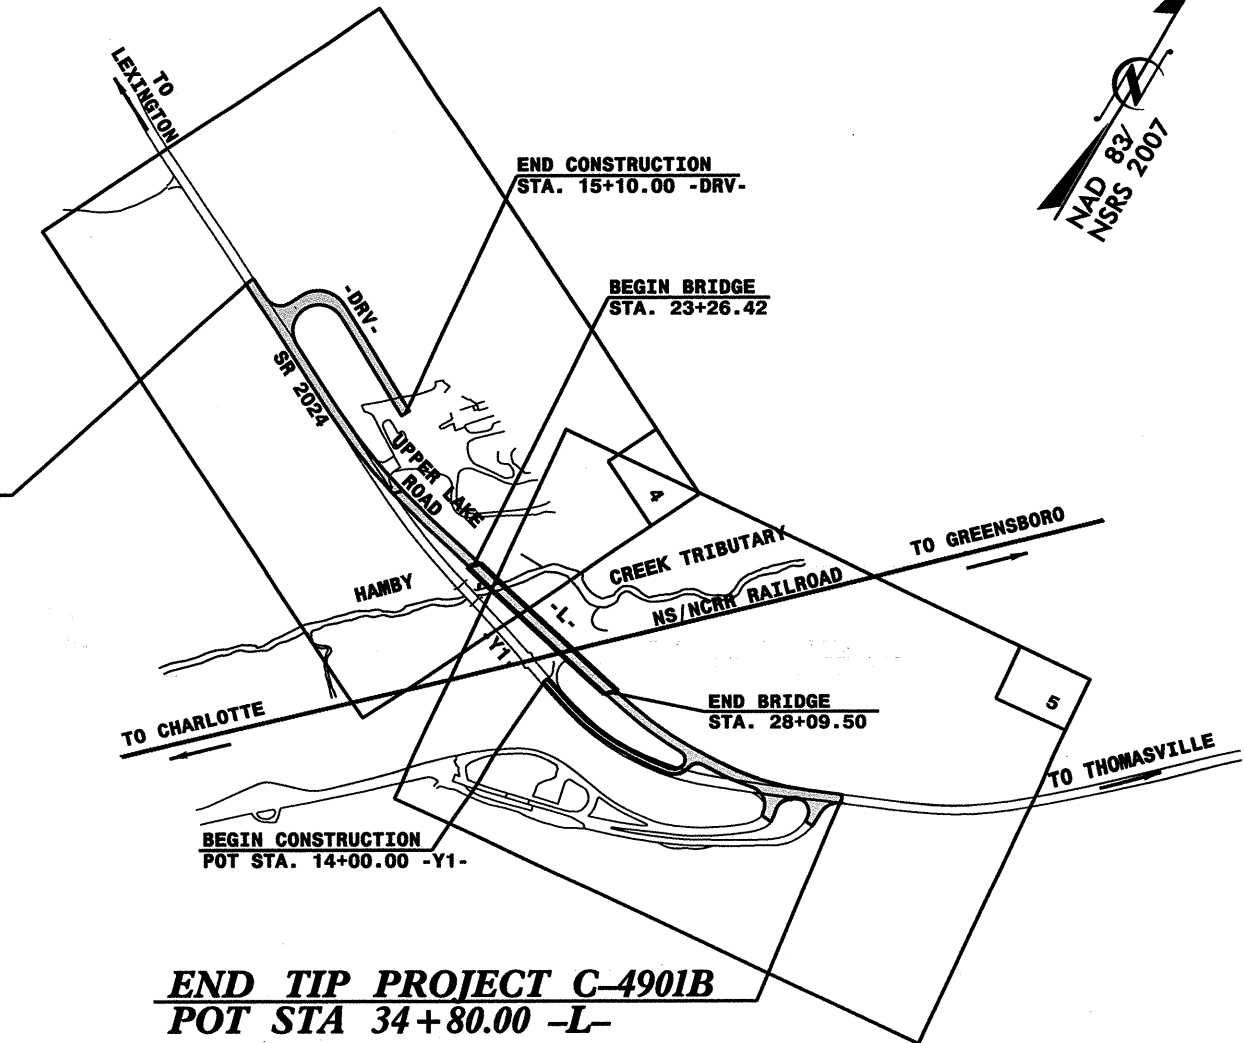 TO
LEXINGTON
NAD 83/
NSRS 2007
END CONSTRUCTION
STA. 15+10.00 -DRV-
BEGIN BRIDGE
STA. 23+26.42
-DRV-
SR 2024
UPPER LAKE
ROAD
4
TO GREENSBORO
CREEK TRIBUTARY
HAMBY
NS/NCRR RAILROAD
-L-
-Y1-
5
END BRIDGE
STA. 28+09.50
TO CHARLOTTE
TO THOMASVILLE
BEGIN CONSTRUCTION
POT STA. 14+00.00 -Y1-
END TIP PROJECT C-4901B
POT STA 34+80.00 -L-